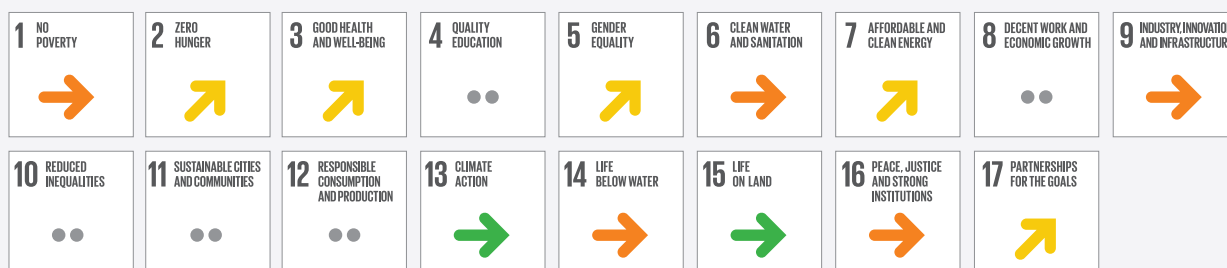 1 NO
POVERTY
2 ZERO
HUNGER
3 GOOD HEALTH
AND WELL-BEING
4 QUALITY
EDUCATION
5 GENDER
EQUALITY
6 CLEAN WATER
AND SANITATION
7 AFFORDABLE AND
CLEAN ENERGY
8 DECENT WORK AND
ECONOMIC GROWTH
9 INDUSTRY, INNOVATIO
AND INFRASTRUCTUR
10 REDUCED
INEQUALITIES
11 SUSTAINABLE CITIES
AND COMMUNITIES
12 RESPONSIBLE
CONSUMPTION
AND PRODUCTION
13 CLIMATE
ACTION
14 LIFE
BELOW WATER
15 LIFE
ON LAND
16 PEACE, JUSTICE
AND STRONG
INSTITUTIONS
17 PARTNERSHIPS
FOR THE GOALS